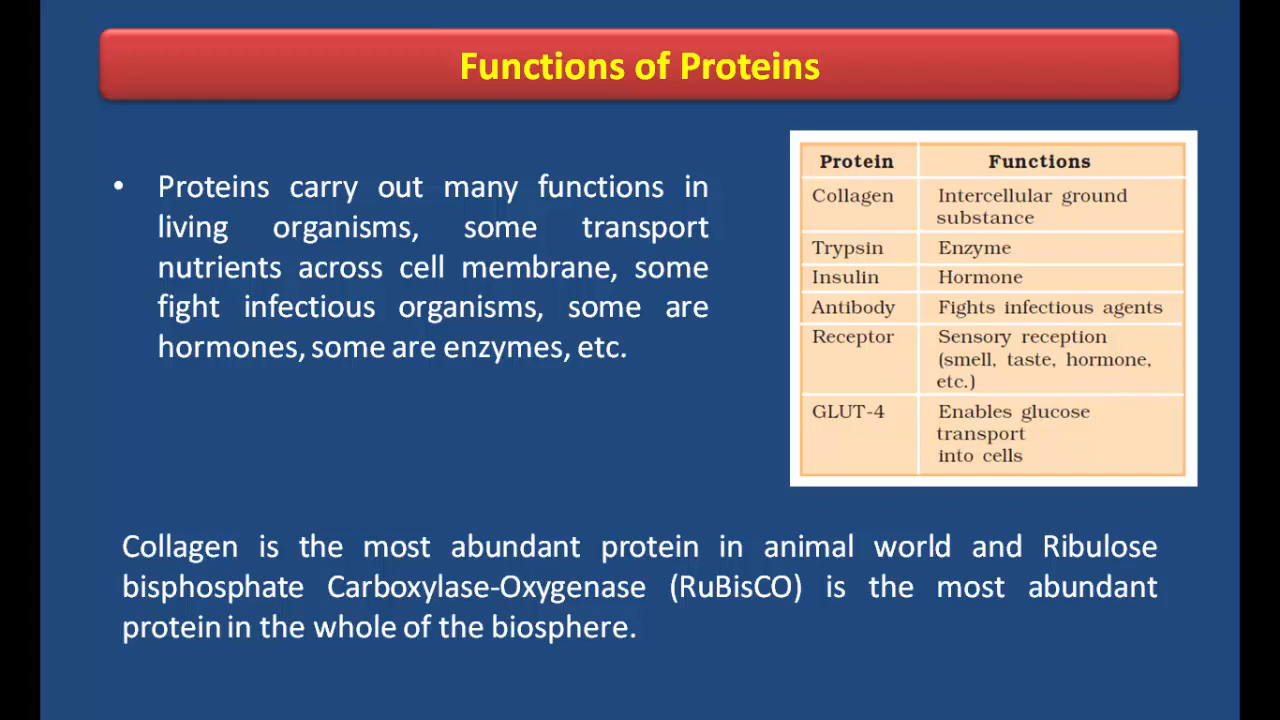 Functions of Proteins
• Proteins carry out many functions in
living organisms, some transport
nutrients across cell membrane, some
fight infectious organisms, some are
hormones, some are enzymes, etc.
Protein Functions
Collagen Intercellular ground
substance
Trypsin Enzyme
Insulin Hormone
Antibody Fights infectious agents
Receptor Sensory reception
(smell, taste, hormone,
etc.)
GLUT-4 Enables glucose
transport
into cells
Collagen is the most abundant protein in animal world and Ribulose
bisphosphate Carboxylase-Oxygenase (RuBisCO) is the most abundant
protein in the whole of the biosphere.